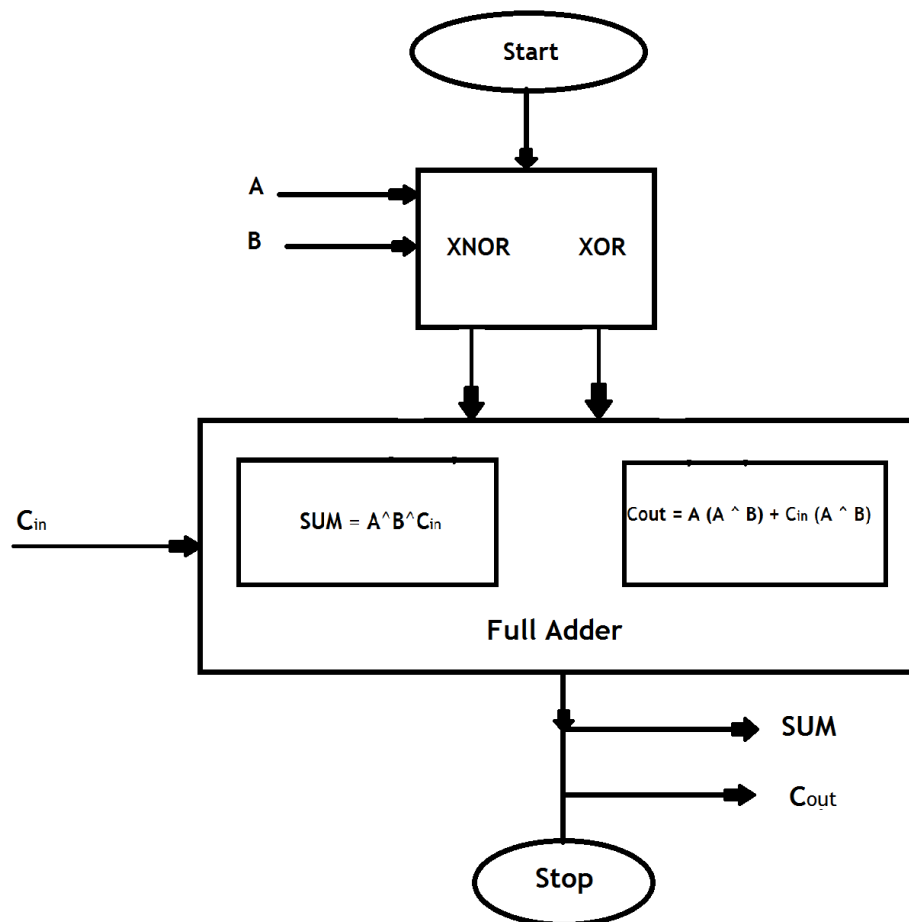 Start
A
B
XNOR XOR
Cin
SUM = A^B^Cin
Cout = A (A ^ B) + Cin (A ^ B)
Full Adder
SUM
Cout
Stop